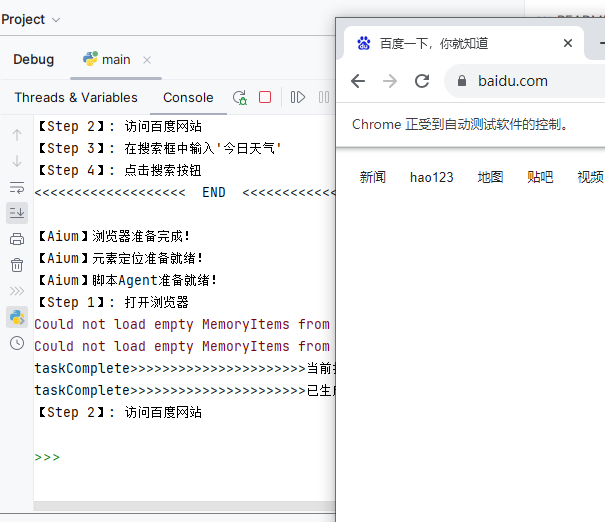 Project
Debug
main
Threads & Variables
Console
【Step 2】: 访问百度网站
【Step 3】: 在搜索框中输入'今日天气'
【Step 4】: 点击搜索按钮
<<<<<<<<<<<<<<<<<<<  END  <<<<<<<<<<<<
【Aium】浏览器准备完成!
【Aium】元素定位准备就绪!
【Aium】脚本Agent准备就绪!
【Step 1】: 打开浏览器
Could not load empty MemoryItems from
Could not load empty MemoryItems from
taskComplete>>>>>>>>>>>>>>>>>>>>>>当前
taskComplete>>>>>>>>>>>>>>>>>>>>>>已生
【Step 2】: 访问百度网站
>>>
百度一下，你就知道
baidu.com
Chrome 正受到自动测试软件的控制。
新闻 hao123 地图 贴吧 视频